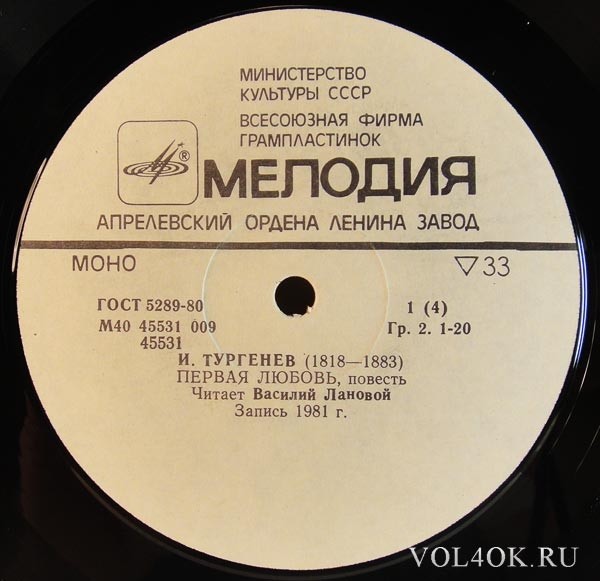 МИНИСТЕРСТВО
КУЛЬТУРЫ СССР
ВСЕСОЮЗНАЯ ФИРМА
ГРАМПЛАСТИНОК
®
МЕЛОДИЯ
АПРЕЛЕВСКИЙ ОРДЕНА ЛЕНИНА ЗАВОД
МОНО ▽33
ГОСТ 5289-80 1 (4)
М40 45531 009 Гр. 2. 1-20
45531
И. ТУРГЕНЕВ (1818—1883)
ПЕРВАЯ ЛЮБОВЬ, повесть
Читает Василий Лановой
Запись 1981 г.
VOL4OK.RU